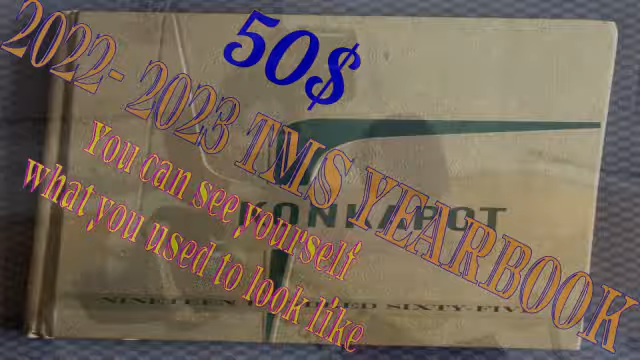 50$
2022- 2023 TMS YEARBOOK
You can see yourself
what you used to look like
KONKAPOT
NINETEEN HUNDRED SIXTY-FIVE